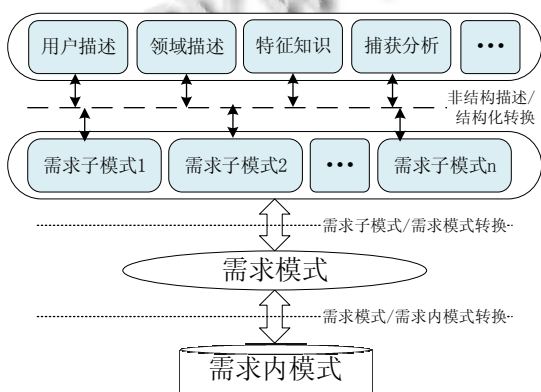 用户描述 领域描述 特征知识 捕获分析 •••
非结构描述/
结构化转换
需求子模式1 需求子模式2 ••• 需求子模式n
需求子模式/需求模式转换
需求模式
需求模式/需求内模式转换
需求内模式